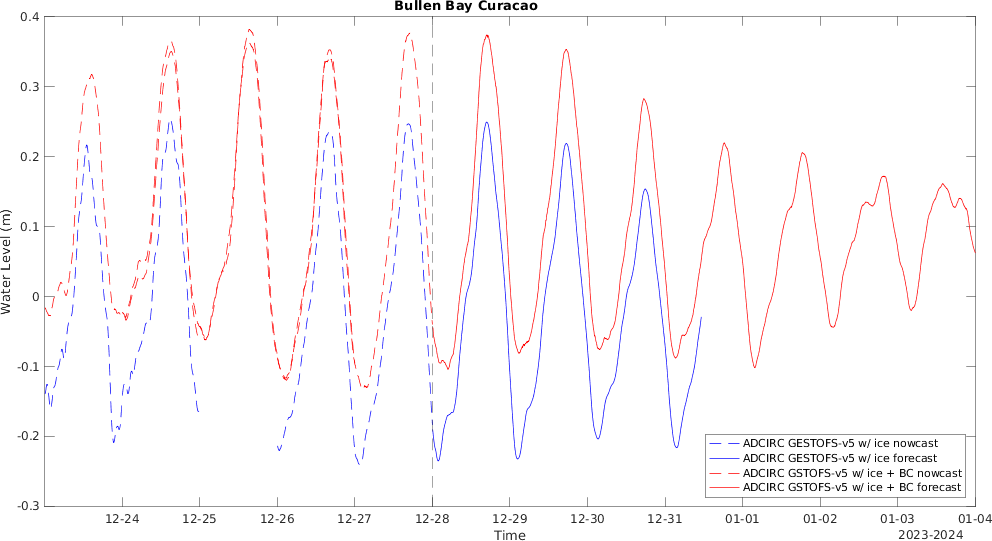 Bullen Bay Curacao
0.4
0.3
0.2
0.1
0
-0.1
-0.2
-0.3
Water Level (m)
ADCIRC GESTOFS-v5 w/ ice nowcast
ADCIRC GESTOFS-v5 w/ ice forecast
ADCIRC GSTOFS-v5 w/ ice + BC nowcast
ADCIRC GSTOFS-v5 w/ ice + BC forecast
12-24 12-25 12-26 12-27 12-28 12-29 12-30 12-31 01-01 01-02 01-03 01-04
Time
2023-2024